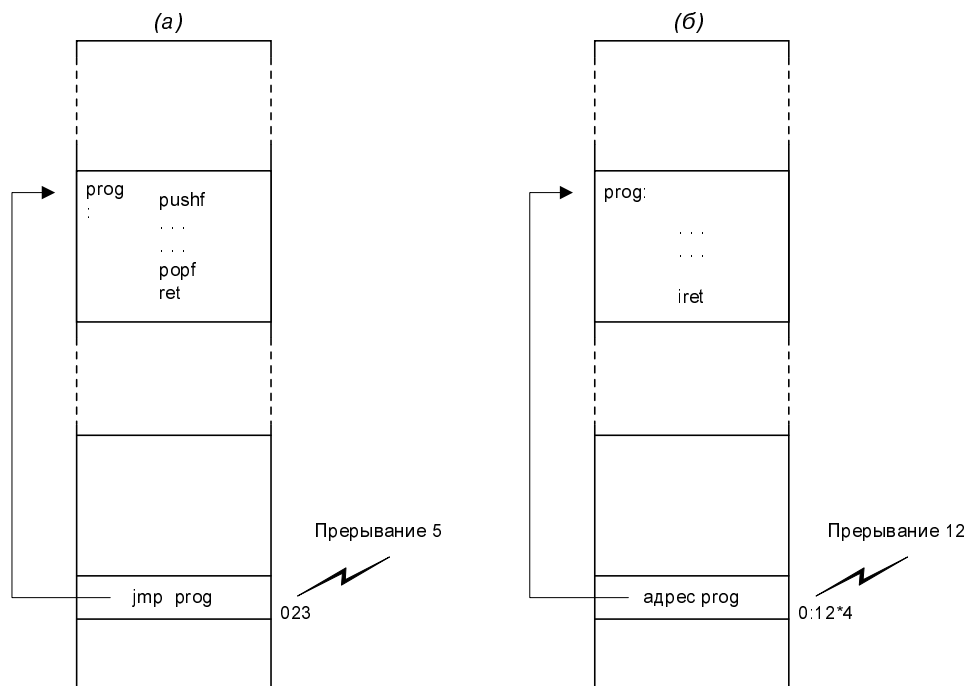 (а)
prog
:
pushf
. . .
. . .
popf
ret
Прерывание 5
jmp prog
023
(б)
prog:
. . .
. . .
iret
Прерывание 12
адрес prog
0:12*4